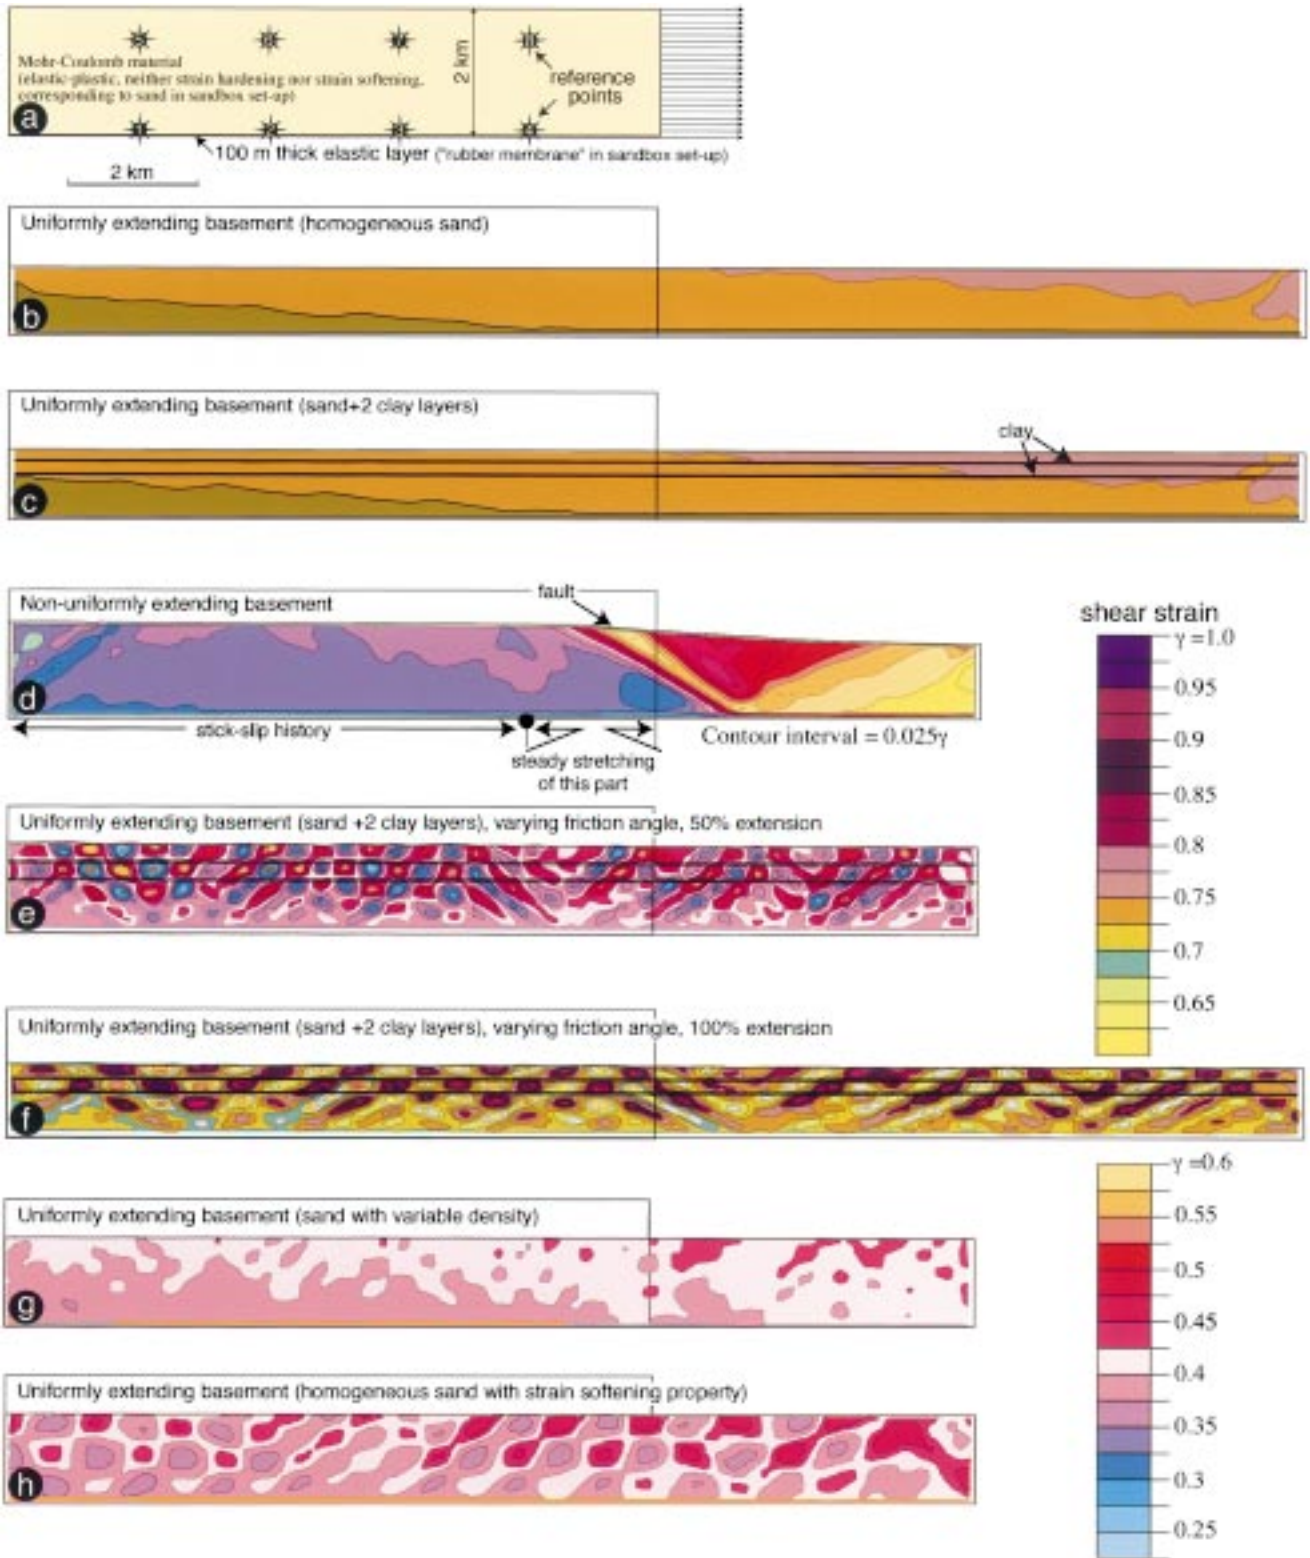 Mohr-Coulomb material
(elastic-plastic, neither strain hardening nor strain softening,
corresponding to sand in sandbox set-up)
2 km
reference
points
a
100 m thick elastic layer ("rubber membrane" in sandbox set-up)
2 km
Uniformly extending basement (homogeneous sand)
b
Uniformly extending basement (sand+2 clay layers)
clay
c
Non-uniformly extending basement
fault
d
stick-slip history
steady stretching
of this part
Contour interval = 0.025γ
shear strain
γ =1.0
0.95
0.9
0.85
0.8
0.75
0.7
0.65
Uniformly extending basement (sand +2 clay layers), varying friction angle, 50% extension
e
Uniformly extending basement (sand +2 clay layers), varying friction angle, 100% extension
f
γ =0.6
0.55
0.5
0.45
0.4
0.35
0.3
0.25
Uniformly extending basement (sand with variable density)
g
Uniformly extending basement (homogeneous sand with strain softening property)
h